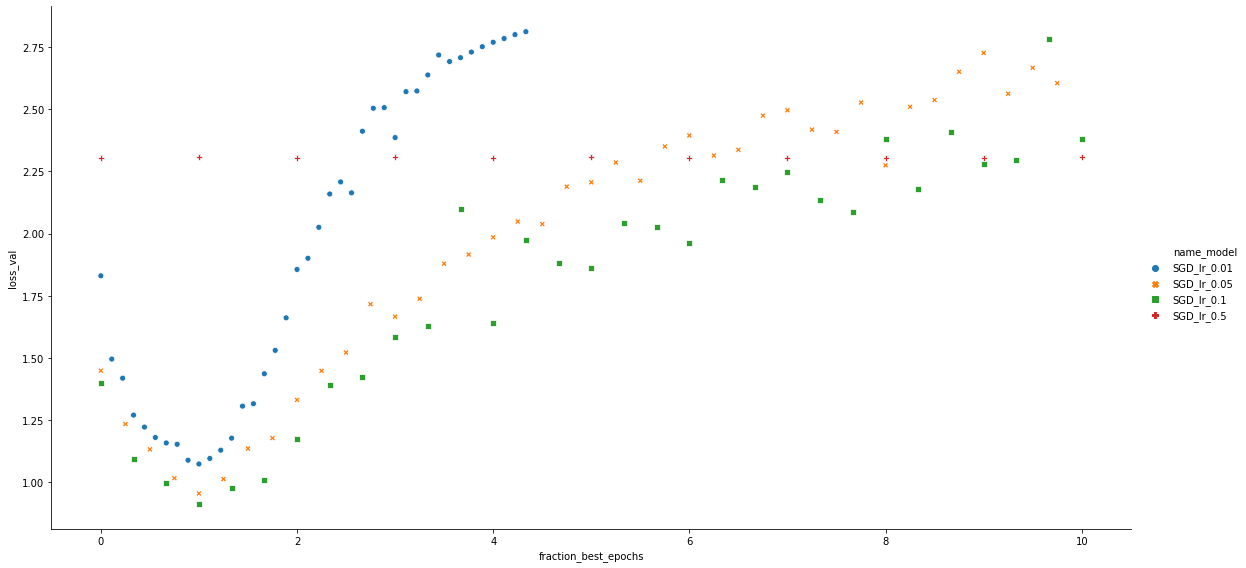 2.75
2.50
2.25
2.00
1.75
1.50
1.25
1.00
loss_val
0 2 4 6 8 10
fraction_best_epochs
name_model
SGD_lr_0.01
SGD_lr_0.05
SGD_lr_0.1
SGD_lr_0.5